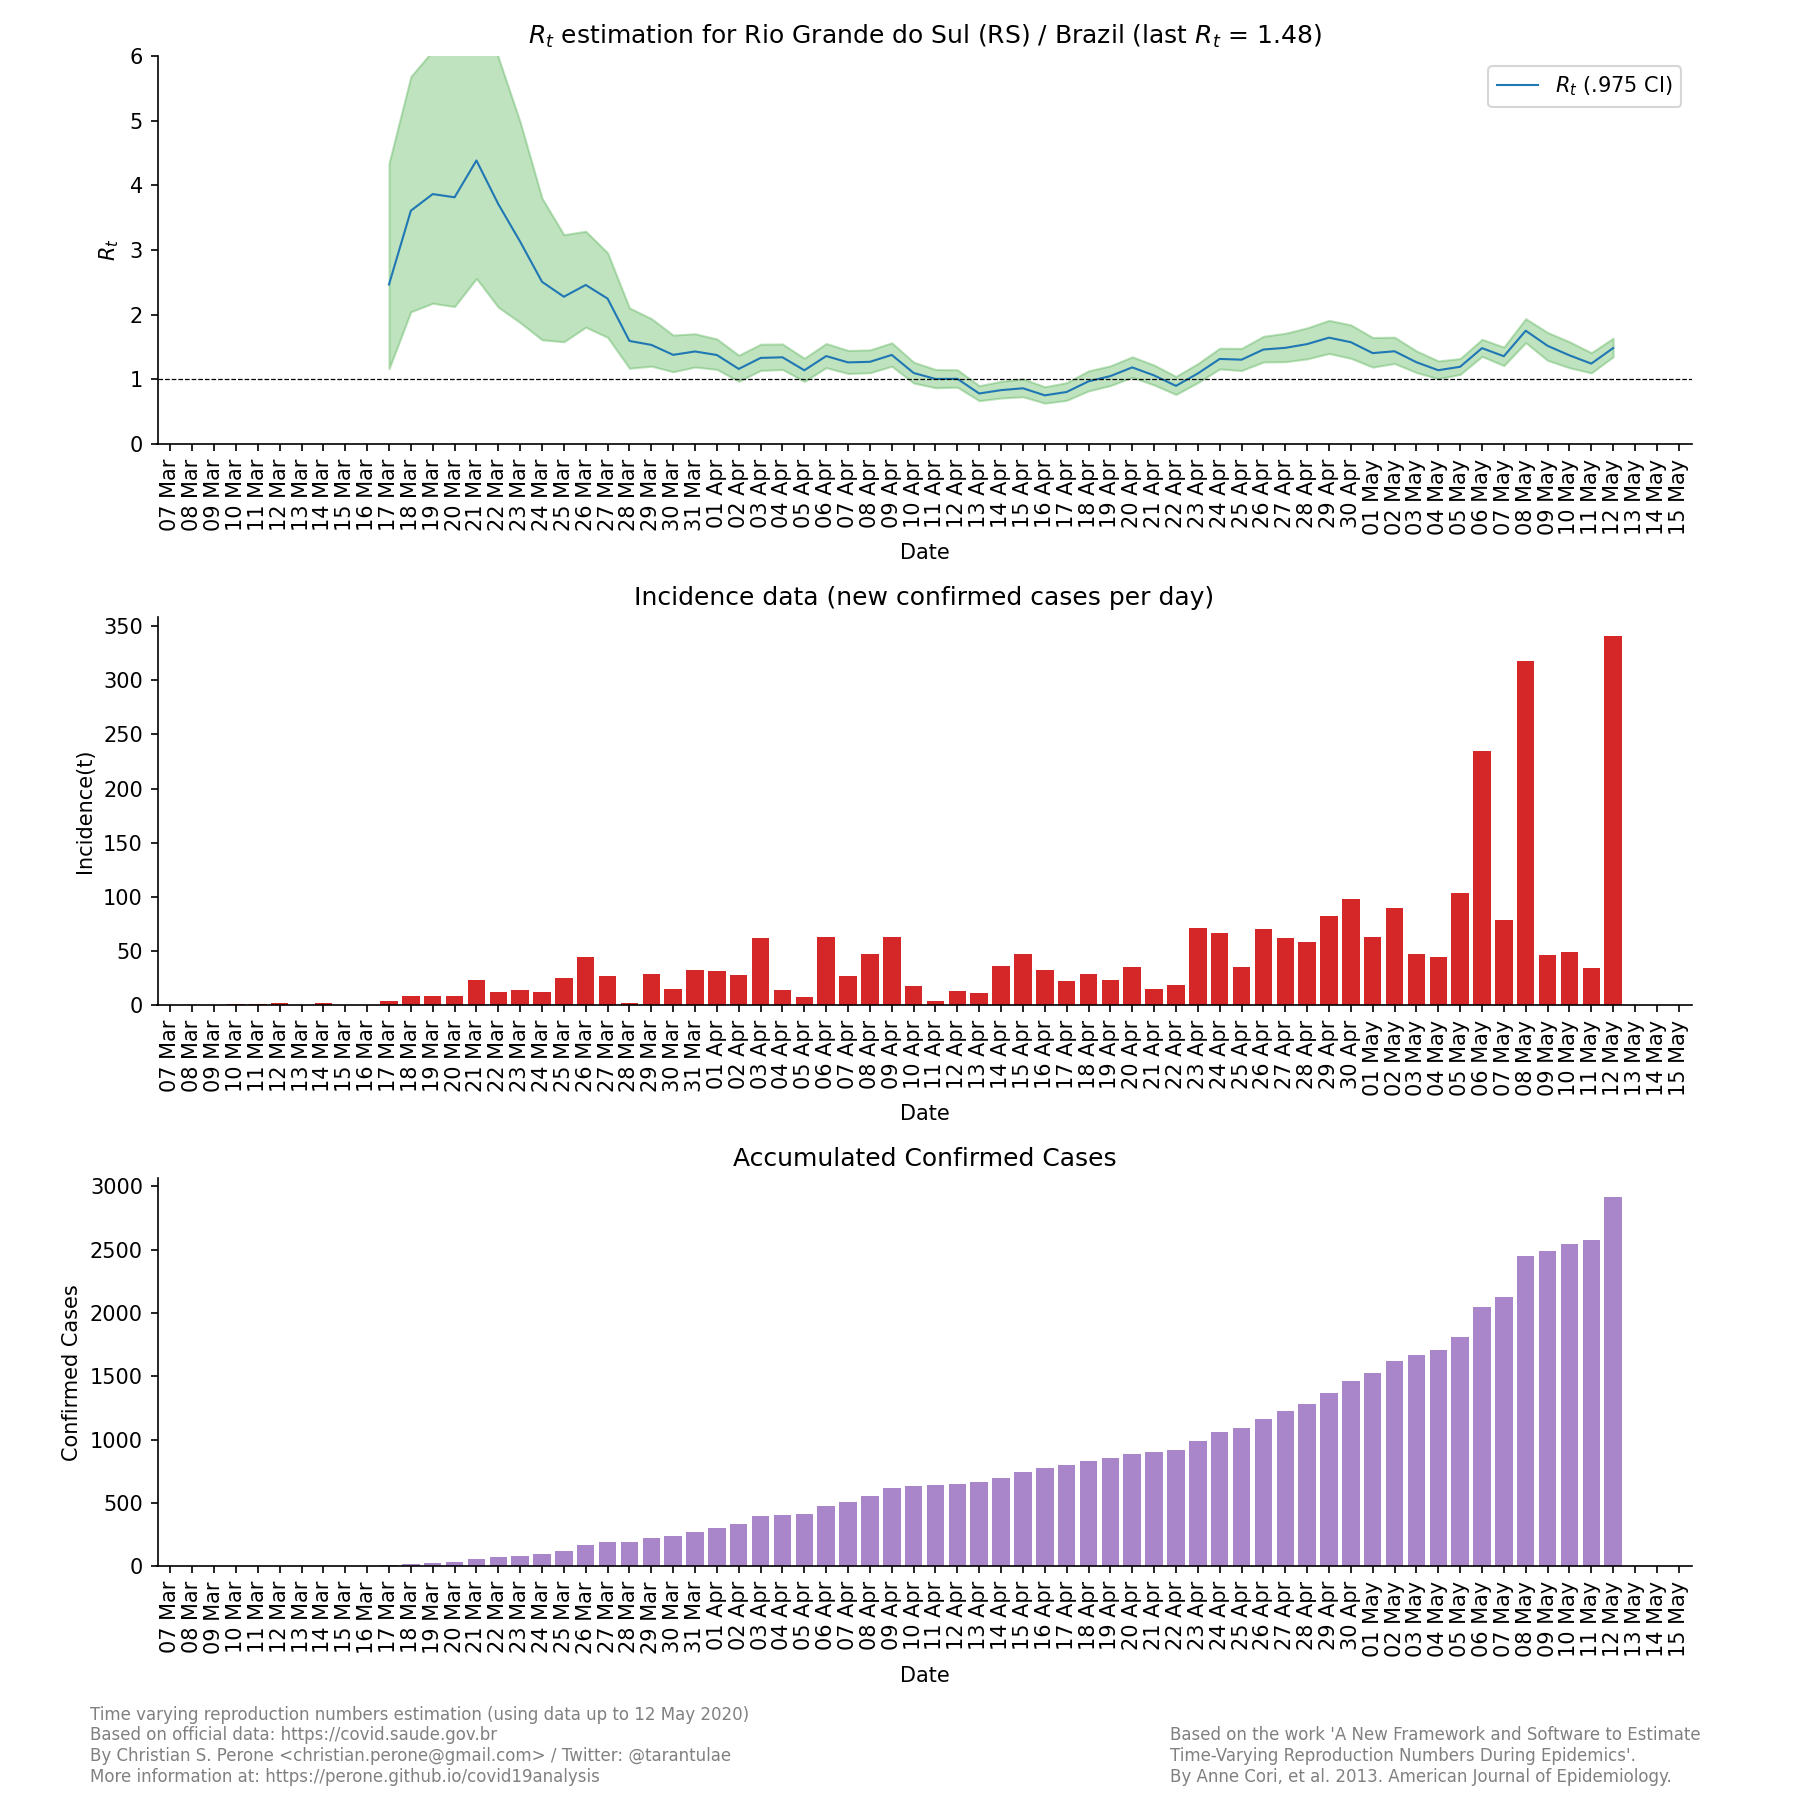 Rt estimation for Rio Grande do Sul (RS) / Brazil (last Rt = 1.48)
Rt (.975 CI)
6
5
4
3
2
1
0
Rt
07 Mar 08 Mar 09 Mar 10 Mar 11 Mar 12 Mar 13 Mar 14 Mar 15 Mar 16 Mar 17 Mar 18 Mar 19 Mar 20 Mar 21 Mar 22 Mar 23 Mar 24 Mar 25 Mar 26 Mar 27 Mar 28 Mar 29 Mar 30 Mar 31 Mar 01 Apr 02 Apr 03 Apr 04 Apr 05 Apr 06 Apr 07 Apr 08 Apr 09 Apr 10 Apr 11 Apr 12 Apr 13 Apr 14 Apr 15 Apr 16 Apr 17 Apr 18 Apr 19 Apr 20 Apr 21 Apr 22 Apr 23 Apr 24 Apr 25 Apr 26 Apr 27 Apr 28 Apr 29 Apr 30 Apr 01 May 02 May 03 May 04 May 05 May 06 May 07 May 08 May 09 May 10 May 11 May 12 May 13 May 14 May 15 May
Date
Incidence data (new confirmed cases per day)
350
300
250
200
150
100
50
0
Incidence(t)
07 Mar 08 Mar 09 Mar 10 Mar 11 Mar 12 Mar 13 Mar 14 Mar 15 Mar 16 Mar 17 Mar 18 Mar 19 Mar 20 Mar 21 Mar 22 Mar 23 Mar 24 Mar 25 Mar 26 Mar 27 Mar 28 Mar 29 Mar 30 Mar 31 Mar 01 Apr 02 Apr 03 Apr 04 Apr 05 Apr 06 Apr 07 Apr 08 Apr 09 Apr 10 Apr 11 Apr 12 Apr 13 Apr 14 Apr 15 Apr 16 Apr 17 Apr 18 Apr 19 Apr 20 Apr 21 Apr 22 Apr 23 Apr 24 Apr 25 Apr 26 Apr 27 Apr 28 Apr 29 Apr 30 Apr 01 May 02 May 03 May 04 May 05 May 06 May 07 May 08 May 09 May 10 May 11 May 12 May 13 May 14 May 15 May
Date
Accumulated Confirmed Cases
3000
2500
2000
1500
1000
500
0
Confirmed Cases
07 Mar 08 Mar 09 Mar 10 Mar 11 Mar 12 Mar 13 Mar 14 Mar 15 Mar 16 Mar 17 Mar 18 Mar 19 Mar 20 Mar 21 Mar 22 Mar 23 Mar 24 Mar 25 Mar 26 Mar 27 Mar 28 Mar 29 Mar 30 Mar 31 Mar 01 Apr 02 Apr 03 Apr 04 Apr 05 Apr 06 Apr 07 Apr 08 Apr 09 Apr 10 Apr 11 Apr 12 Apr 13 Apr 14 Apr 15 Apr 16 Apr 17 Apr 18 Apr 19 Apr 20 Apr 21 Apr 22 Apr 23 Apr 24 Apr 25 Apr 26 Apr 27 Apr 28 Apr 29 Apr 30 Apr 01 May 02 May 03 May 04 May 05 May 06 May 07 May 08 May 09 May 10 May 11 May 12 May 13 May 14 May 15 May
Date
Time varying reproduction numbers estimation (using data up to 12 May 2020)
Based on official data: https://covid.saude.gov.br
By Christian S. Perone <christian.perone@gmail.com> / Twitter: @tarantulae
More information at: https://perone.github.io/covid19analysis
Based on the work 'A New Framework and Software to Estimate
Time-Varying Reproduction Numbers During Epidemics'.
By Anne Cori, et al. 2013. American Journal of Epidemiology.